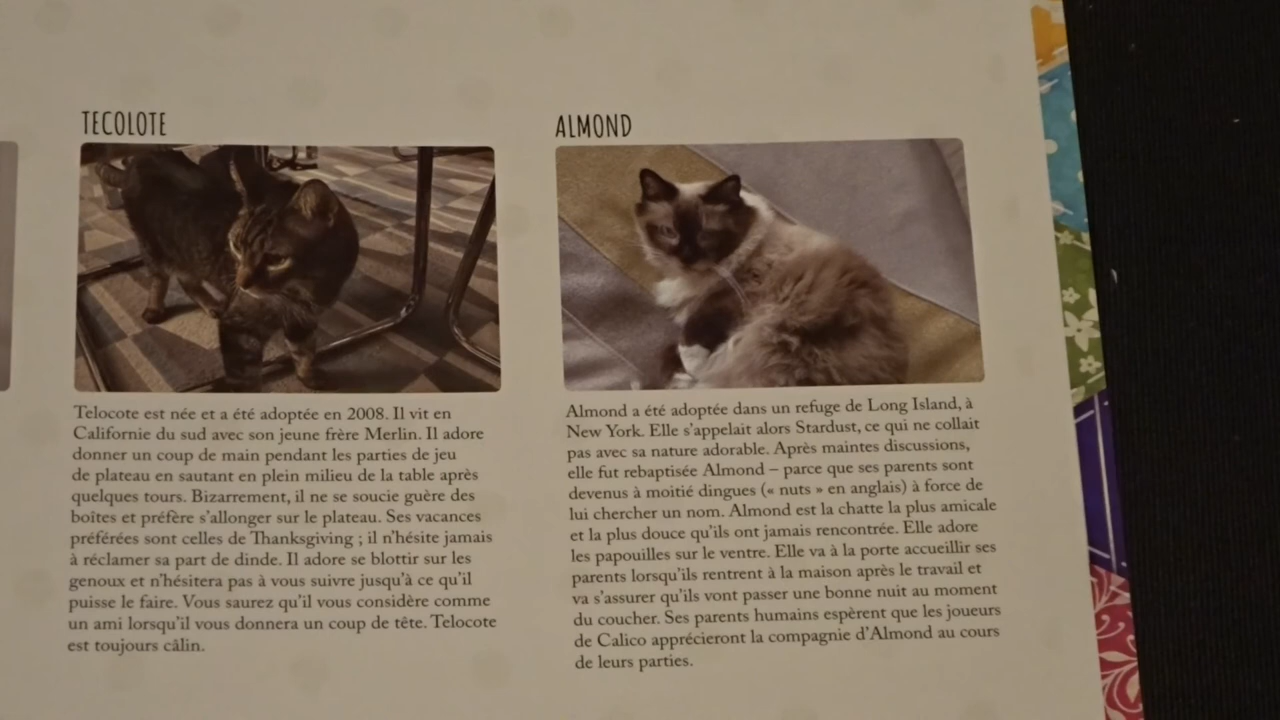 TECOLOTE
Telocote est née et a été adoptée en 2008. Il vit en
Californie du sud avec son jeune frère Merlin. Il adore
donner un coup de main pendant les parties de jeu
de plateau en sautant en plein milieu de la table après
quelques tours. Bizarrement, il ne se soucie guère des
boîtes et préfère s'allonger sur le plateau. Ses vacances
préférées sont celles de Thanksgiving ; il n'hésite jamais
à réclamer sa part de dinde. Il adore se blottir sur les
genoux et n'hésitera pas à vous suivre jusqu'à ce qu'il
puisse le faire. Vous saurez qu'il vous considère comme
un ami lorsqu'il vous donnera un coup de tête. Telocote
est toujours câlin.
ALMOND
Almond a été adoptée dans un refuge de Long Island, à
New York. Elle s'appelait alors Stardust, ce qui ne collait
pas avec sa nature adorable. Après maintes discussions,
elle fut rebaptisée Almond – parce que ses parents sont
devenus à moitié dingues (« nuts » en anglais) à force de
lui chercher un nom. Almond est la chatte la plus amicale
et la plus douce qu'ils ont jamais rencontrée. Elle adore
les papouilles sur le ventre. Elle va à la porte accueillir ses
parents lorsqu'ils rentrent à la maison après le travail et
va s'assurer qu'ils vont passer une bonne nuit au moment
du coucher. Ses parents humains espèrent que les joueurs
de Calico apprécieront la compagnie d'Almond au cours
de leurs parties.